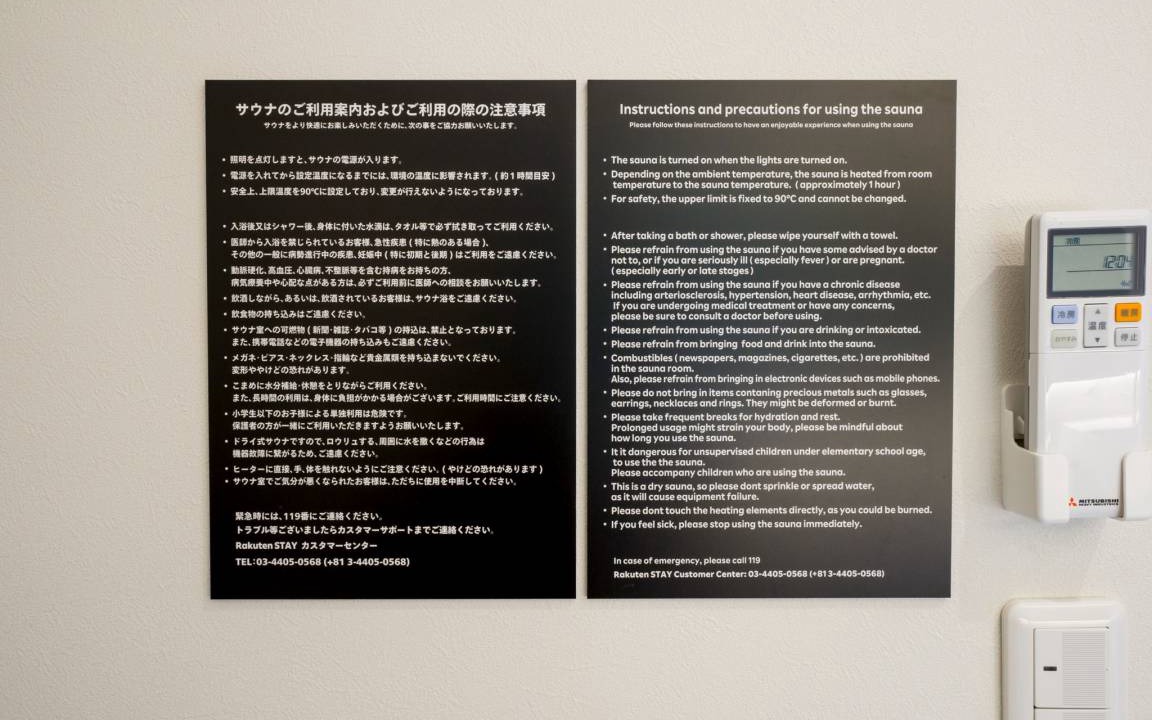 サウナのご利用案内およびご利用の際の注意事項
サウナをより快適にお楽しみいただくために、次の事をご協力お願いいたします。
• 照明を点灯しますと、サウナの電源が入ります。
• 電源を入れてから設定温度になるまでには、環境の温度に影響されます。( 約1時間目安 )
• 安全上、上限温度を90℃に設定しており、変更が行えないようになっております。
• 入浴後又はシャワー後、身体に付いた水滴は、タオル等で必ず拭き取ってご利用ください。
• 医師から入浴を禁じられているお客様、急性疾患 ( 特に熱のある場合 )、
その他の一般に病勢進行中の疾患、妊娠中 ( 特に初期と後期 ) はご利用をご遠慮ください。
• 動脈硬化、高血圧、心臓病、不整脈等を含む持病をお持ちの方、
病気療養中や心配な点がある方は、必ずご利用前に医師への相談をお願いいたします。
• 飲酒しながら、あるいは、飲酒されているお客様は、サウナ浴をご遠慮ください。
• 飲食物の持ち込みはご遠慮ください。
• サウナ室への可燃物 ( 新聞・雑誌・タバコ等 ) の持込は、禁止となっております。
また、携帯電話などの電子機器の持ち込みもご遠慮ください。
• メガネ・ピアス・ネックレス・指輪など貴金属類を持ち込まないでください。
変形ややけどの恐れがあります。
• こまめに水分補給・休憩をとりながらご利用ください。
また、長時間の利用は、身体に負担がかかる場合がございます。ご利用時間にご注意ください。
• 小学生以下のお子様による単独利用は危険です。
保護者の方が一緒にご利用いただきますようお願いいたします。
• ドライ式サウナですので、ロウリュする、周囲に水を撒くなどの行為は
機器故障に繋がるため、ご遠慮ください。
• ヒーターに直接、手、体を触れないようにご注意ください。( やけどの恐れがあります )
• サウナ室でご気分が悪くなられたお客様は、ただちに使用を中断してください。
緊急時には、119番にご連絡ください。
トラブル等ございましたらカスタマーサポートまでご連絡ください。
Rakuten STAY カスタマーセンター
TEL:03-4405-0568 (+81 3-4405-0568)
Instructions and precautions for using the sauna
Please follow these instructions to have an enjoyable experience when using the sauna
• The sauna is turned on when the lights are turned on.
• Depending on the ambient temperature, the sauna is heated from room
temperature to the sauna temperature. ( approximately 1 hour )
• For safety, the upper limit is fixed to 90°C and cannot be changed.
• After taking a bath or shower, please wipe yourself with a towel.
• Please refrain from using the sauna if you have some advised by a doctor
not to, or if you are seriously ill ( especially fever ) or are pregnant.
( especially early or late stages )
• Please refrain from using the sauna if you have a chronic disease
including arteriosclerosis, hypertension, heart disease, arrhythmia, etc.
If you are undergoing medical treatment or have any concerns,
please be sure to consult a doctor before using.
• Please refrain from using the sauna if you are drinking or intoxicated.
• Please refrain from bringing food and drink into the sauna.
• Combustibles ( newspapers, magazines, cigarettes, etc. ) are prohibited
in the sauna room.
Also, please refrain from bringing in electronic devices such as mobile phones.
• Please do not bring in items contaning precious metals such as glasses,
earrings, necklaces and rings. They might be deformed or burnt.
• Please take frequent breaks for hydration and rest.
Prolonged usage might strain your body, please be mindful about
how long you use the sauna.
• It it dangerous for unsupervised children under elementary school age,
to use the the sauna.
Please accompany children who are using the sauna.
• This is a dry sauna, so please dont sprinkle or spread water,
as it will cause equipment failure.
• Please dont touch the heating elements directly, as you could be burned.
• If you feel sick, please stop using the sauna immediately.
In case of emergency, please call 119
Rakuten STAY Customer Center: 03-4405-0568 (+81 3-4405-0568)
冷房
12:04
冷房
温度
暖房
おやすみ
停止
MITSUBISHI
HEAVY INDUSTRIES